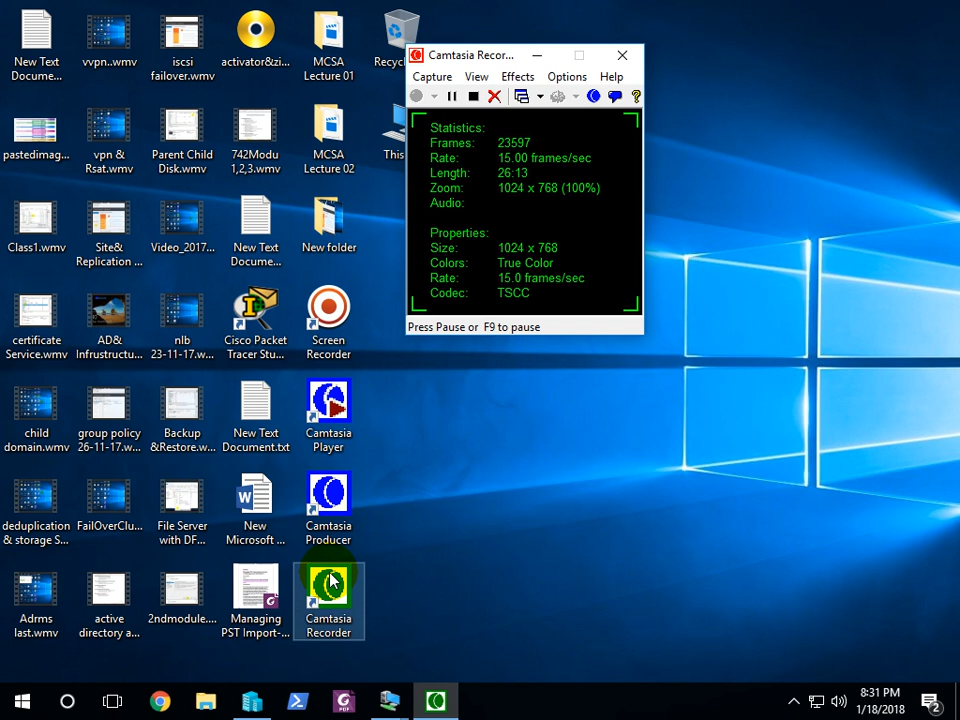 New Text
Docume...
vvpn..wmv
iscsi
failover.wmv
activator&zi...
MCSA
Lecture 01
Recyc
pastedimag...
vpn &
Rsat.wmv
Parent Child
Disk.wmv
742Modu
1,2,3.wmv
MCSA
Lecture 02
This
Class1.wmv
Site&
Replication ...
Video_2017...
New Text
Docume...
New folder
certificate
Service.wmv
AD&
Infrastructu...
nlb
23-11-17.w...
Cisco Packet
Tracer Stu...
Screen
Recorder
child
domain.wmv
group policy
26-11-17.w...
Backup
&Restore.w...
New Text
Document.txt
Camtasia
Player
deduplication
& storage S...
FailOverClu...
File Server
with DF...
New
Microsoft ...
Camtasia
Producer
Adrms
last.wmv
active
directory a...
2ndmodule....
Managing
PST Import-...
Camtasia
Recorder
Camtasia Recor...
Capture View Effects Options Help
Statistics:
Frames: 23597
Rate: 15.00 frames/sec
Length: 26:13
Zoom: 1024 x 768 (100%)
Audio:
Properties:
Size: 1024 x 768
Colors: True Color
Rate: 15.0 frames/sec
Codec: TSCC
Press Pause or F9 to pause
8:31 PM
1/18/2018
2